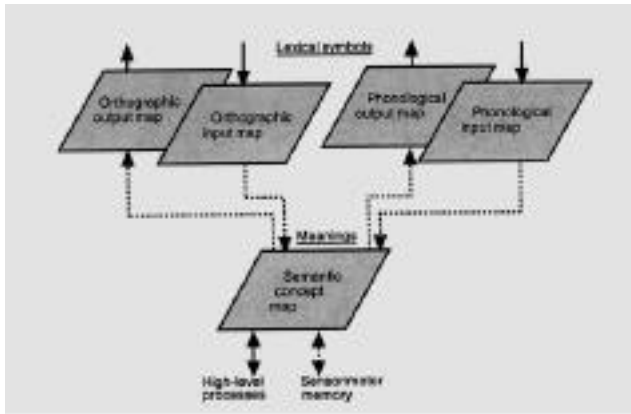 Lexical symbols
Orthographic
output map
Orthographic
input map
Phonological
output map
Phonological
input map
Meanings
Semantic
concept
map
High-level
processes
Sensorimotor
memory